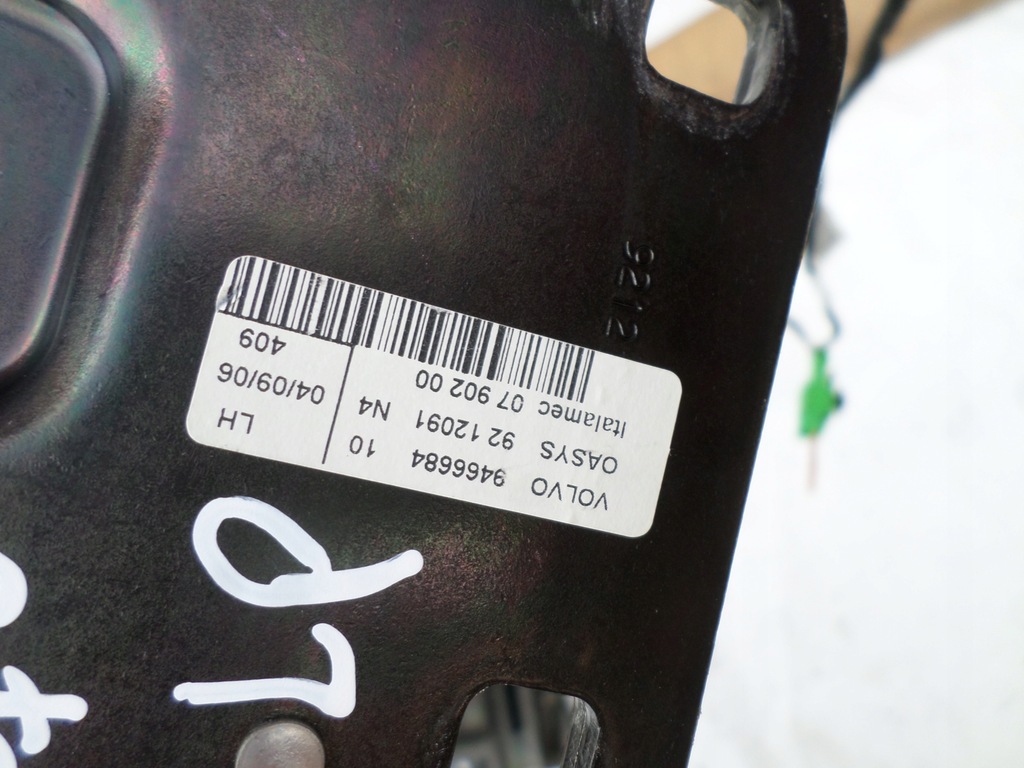 VOLVO 9466684 10
OASYS 92 12091 N4
Italamec 07 902 00
LH
04/09/06
409
9212